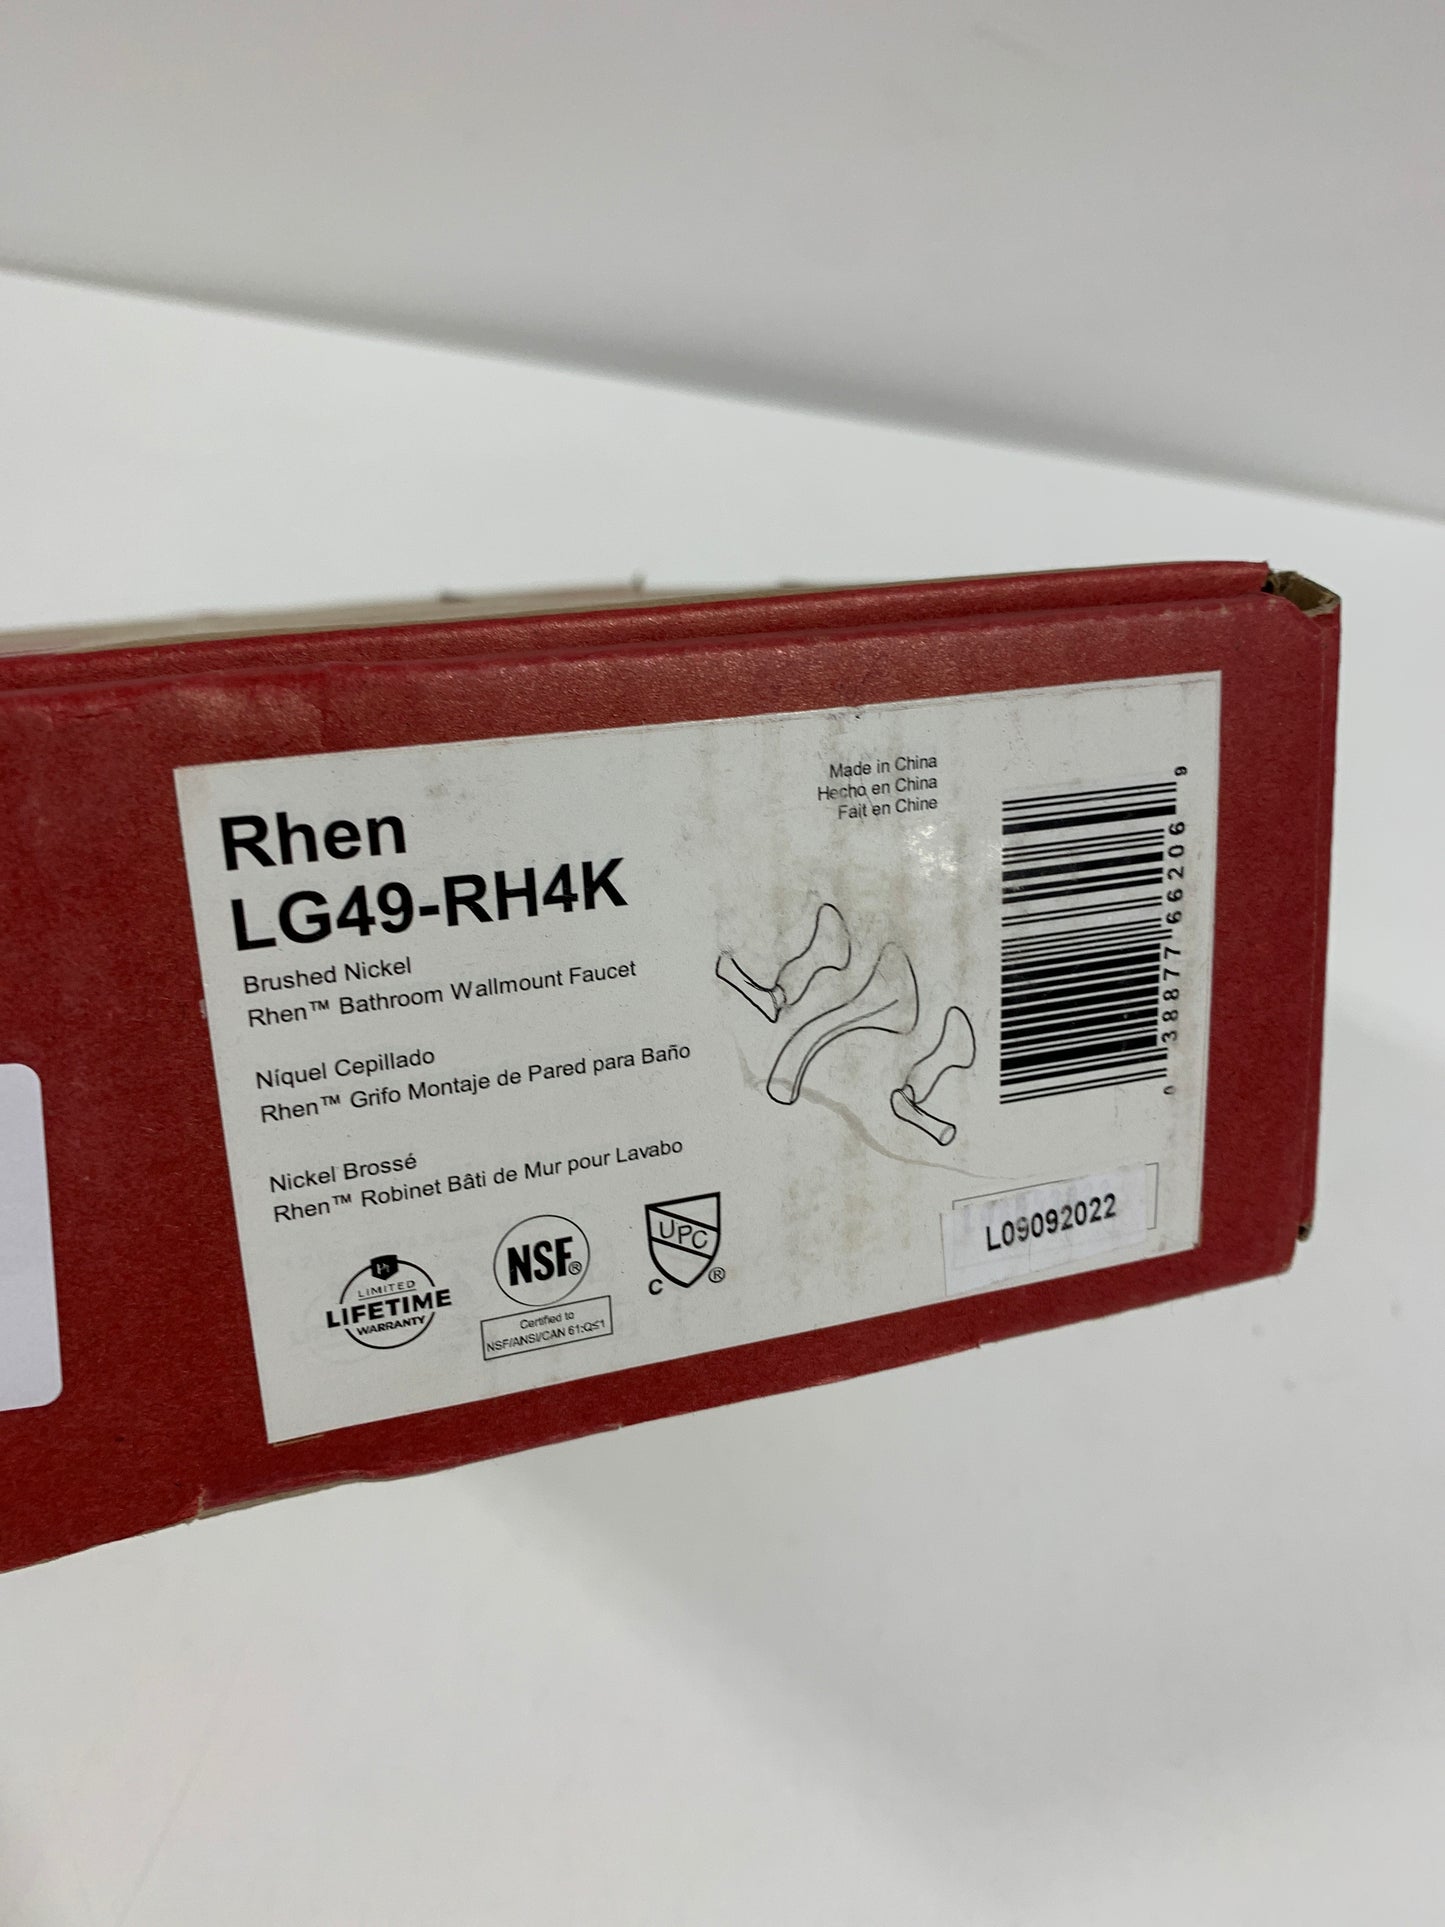 Rhen
LG49-RH4K
Brushed Nickel
Rhen™ Bathroom Wallmount Faucet
Níquel Cepillado
Rhen™ Grifo Montaje de Pared para Baño
Nickel Brossé
Rhen™ Robinet Bâti de Mur pour Lavabo
LIMITED
LIFETIME
WARRANTY
NSF®
Certified to
NSF/ANSI/CAN 61:Q≤1
UPC
C ®
Made in China
Hecho en China
Fait en Chine
0 38877 66206 9
L09092022